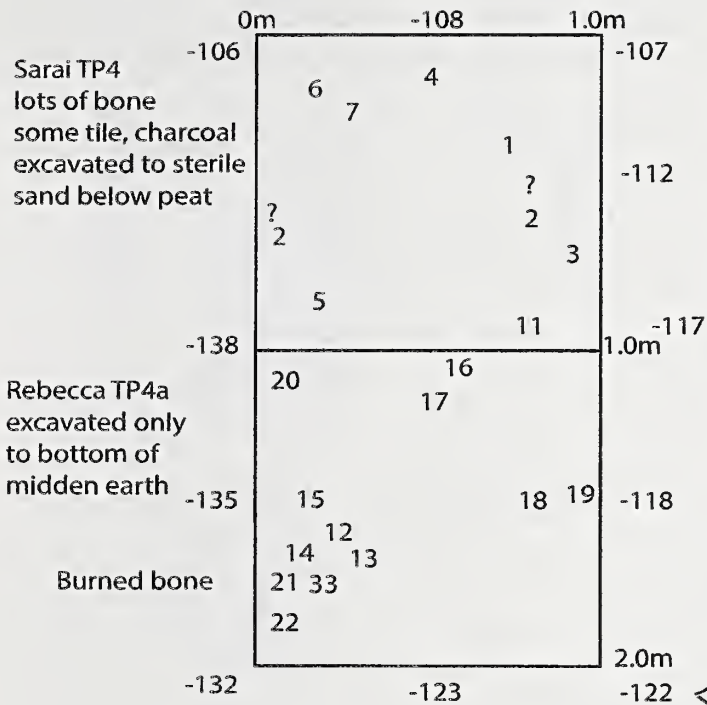 0m -108 1.0m
-106 -107
Sarai TP4
lots of bone
some tile, charcoal
excavated to sterile
sand below peat
6 4
7
1
-112
?
?
2
2
3
5
11 -117
-138 1.0m
16
20
17
Rebecca TP4a
excavated only
to bottom of
midden earth
-135 15 18 19 -118
12
14 13
Burned bone 21 33
22
2.0m
-132 -123 -122